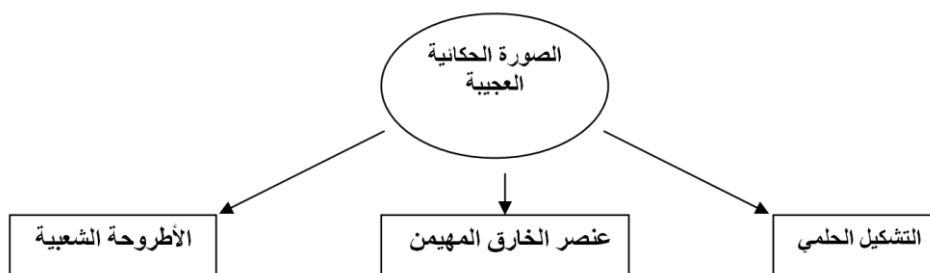 الصورة الحكائية
العجيبة
التشكيل الحلمي
عنصر الخارق المهيمن
الأطروحة الشعبية